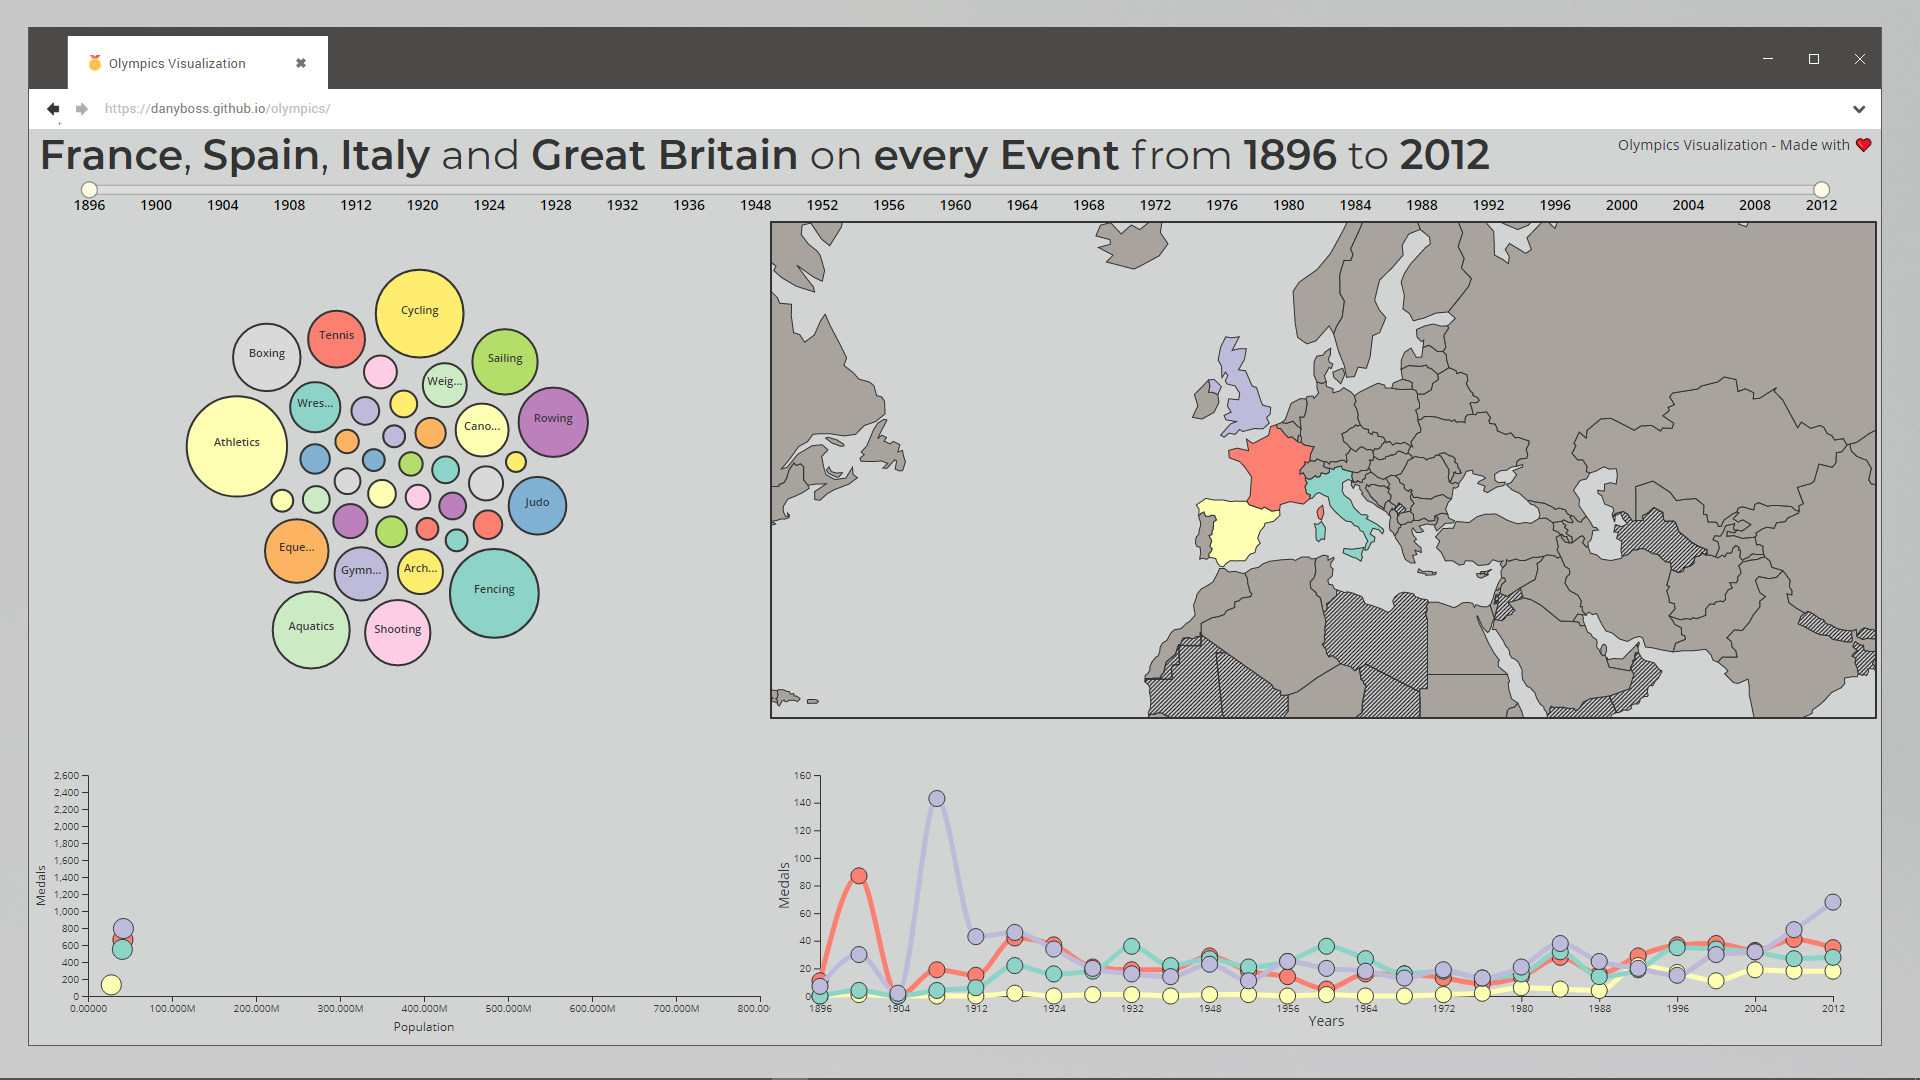 Olympics Visualization
https://danyboss.github.io/olympics/
France, Spain, Italy and Great Britain on every Event from 1896 to 2012
Olympics Visualization - Made with
1896 1900 1904 1908 1912 1920 1924 1928 1932 1936 1948 1952 1956 1960 1964 1968 1972 1976 1980 1984 1988 1992 1996 2000 2004 2008 2012
Cycling
Tennis
Boxing
Sailing
Weig...
Wres...
Rowing
Cano...
Athletics
Judo
Eque...
Gymn...
Arch...
Fencing
Aquatics
Shooting
2,600
2,400
2,200
2,000
1,800
1,600
1,400
1,200
1,000
800
600
400
200
0
Medals
0.00000 100.000M 200.000M 300.000M 400.000M 500.000M 600.000M 700.000M 800.00
Population
160
140
120
100
80
60
40
20
0
Medals
1896 1904 1912 1924 1932 1948 1956 1964 1972 1980 1988 1996 2004 2012
Years